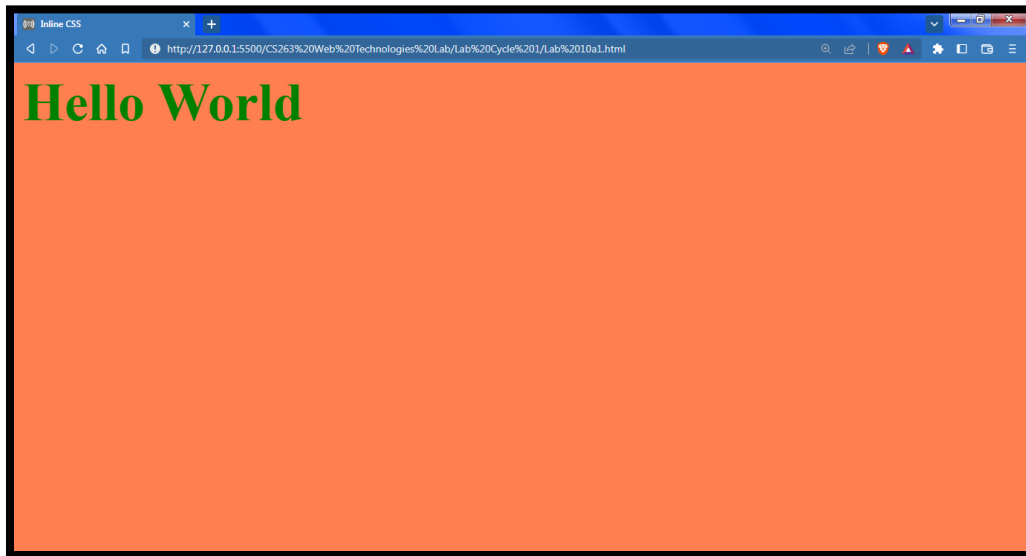 Inline CSS
http://127.0.0.1:5500/CS263%20Web%20Technologies%20Lab/Lab%20Cycle%201/Lab%2010a1.html
Hello World